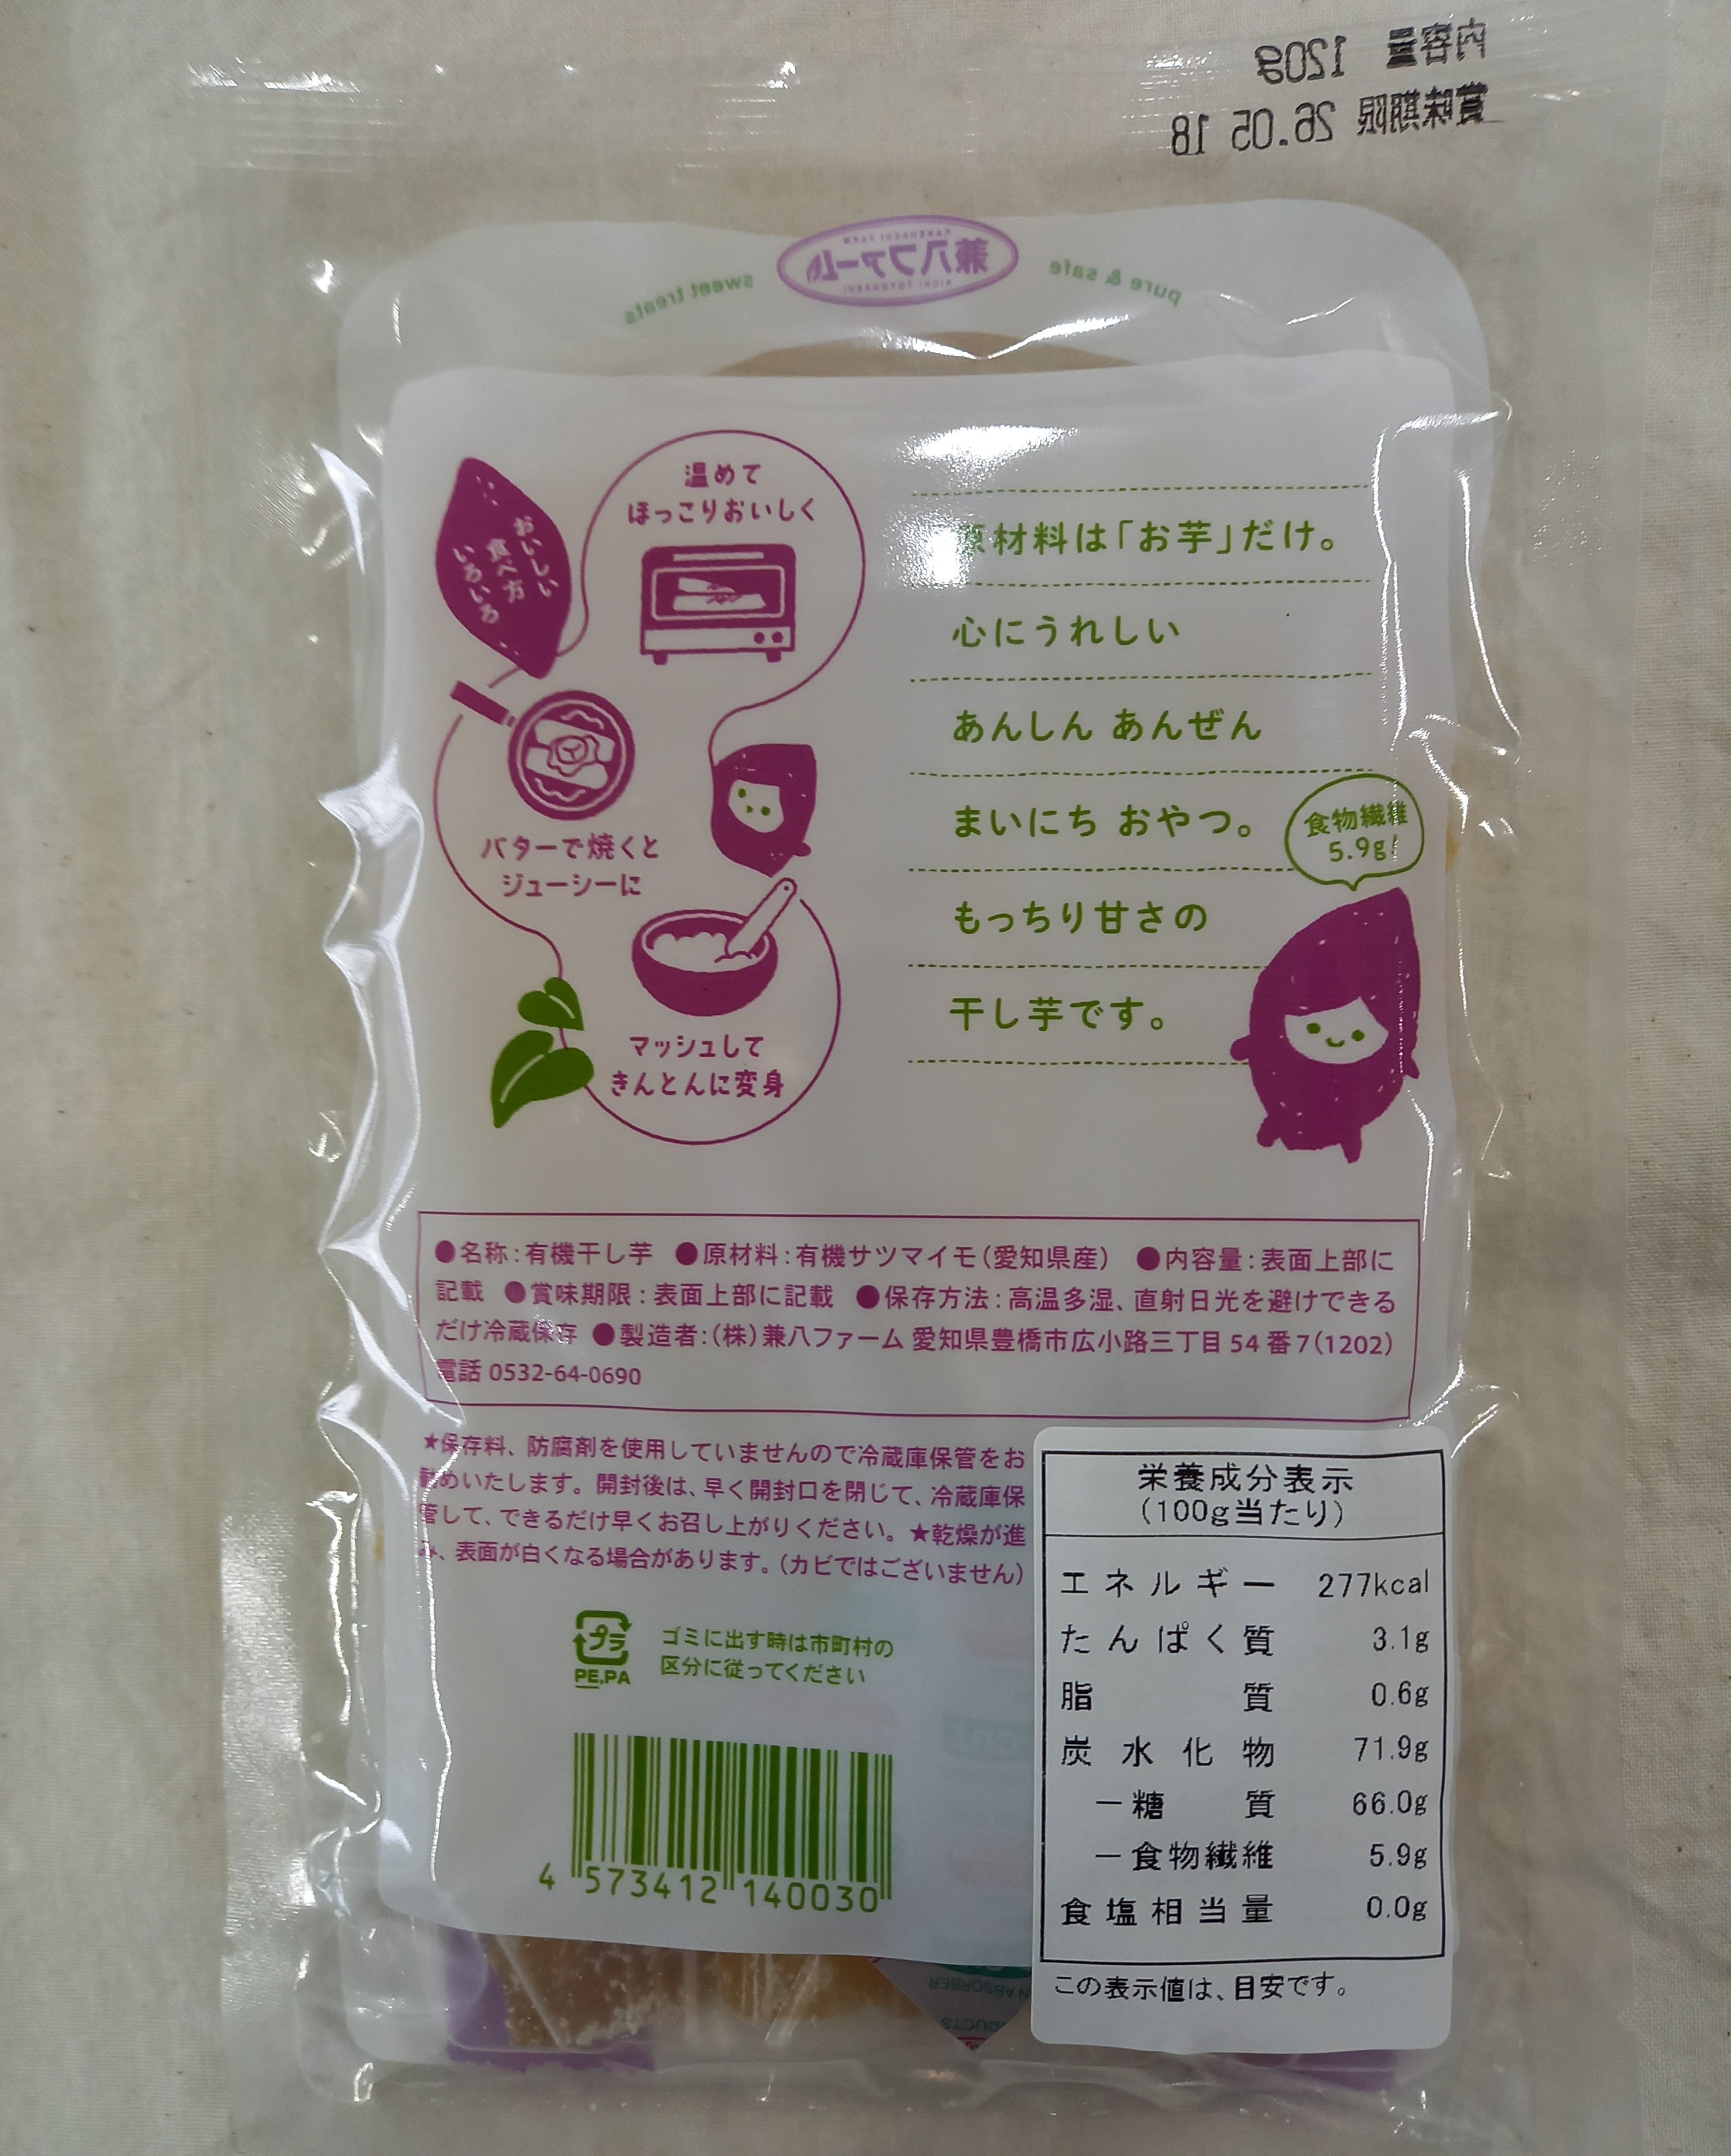 内容量 120g
賞味期限 26.05.18
兼八ファーム
KANEHACHI FARM
AICHI TOYOHASHI
pure & safe
sweet treats
おいしい
食べ方
いろいろ
温めて
ほっこりおいしく
バターで焼くと
ジューシーに
マッシュして
きんとんに変身
原材料は「お芋」だけ。
心にうれしい
あんしん あんぜん
まいにち おやつ。
もっちり甘さの
干し芋です。
食物繊維
5.9g!
●名称:有機干し芋 ●原材料:有機サツマイモ(愛知県産) ●内容量:表面上部に
記載 ●賞味期限:表面上部に記載 ●保存方法:高温多湿、直射日光を避けできる
だけ冷蔵保存 ●製造者:(株)兼八ファーム 愛知県豊橋市広小路三丁目54番7(1202)
電話 0532-64-0690
★保存料、防腐剤を使用していませんので冷蔵庫保管をお
勧めいたします。開封後は、早く開封口を閉じて、冷蔵庫保
管して、できるだけ早くお召し上がりください。★乾燥が進
み、表面が白くなる場合があります。(カビではございません)
プラ
PE,PA
ゴミに出す時は市町村の
区分に従ってください
4 573412 140030
栄養成分表示
(100g当たり)
エネルギー 277kcal
たんぱく質 3.1g
脂質 0.6g
炭水化物 71.9g
－糖質 66.0g
－食物繊維 5.9g
食塩相当量 0.0g
この表示値は、目安です。
ABSORBER